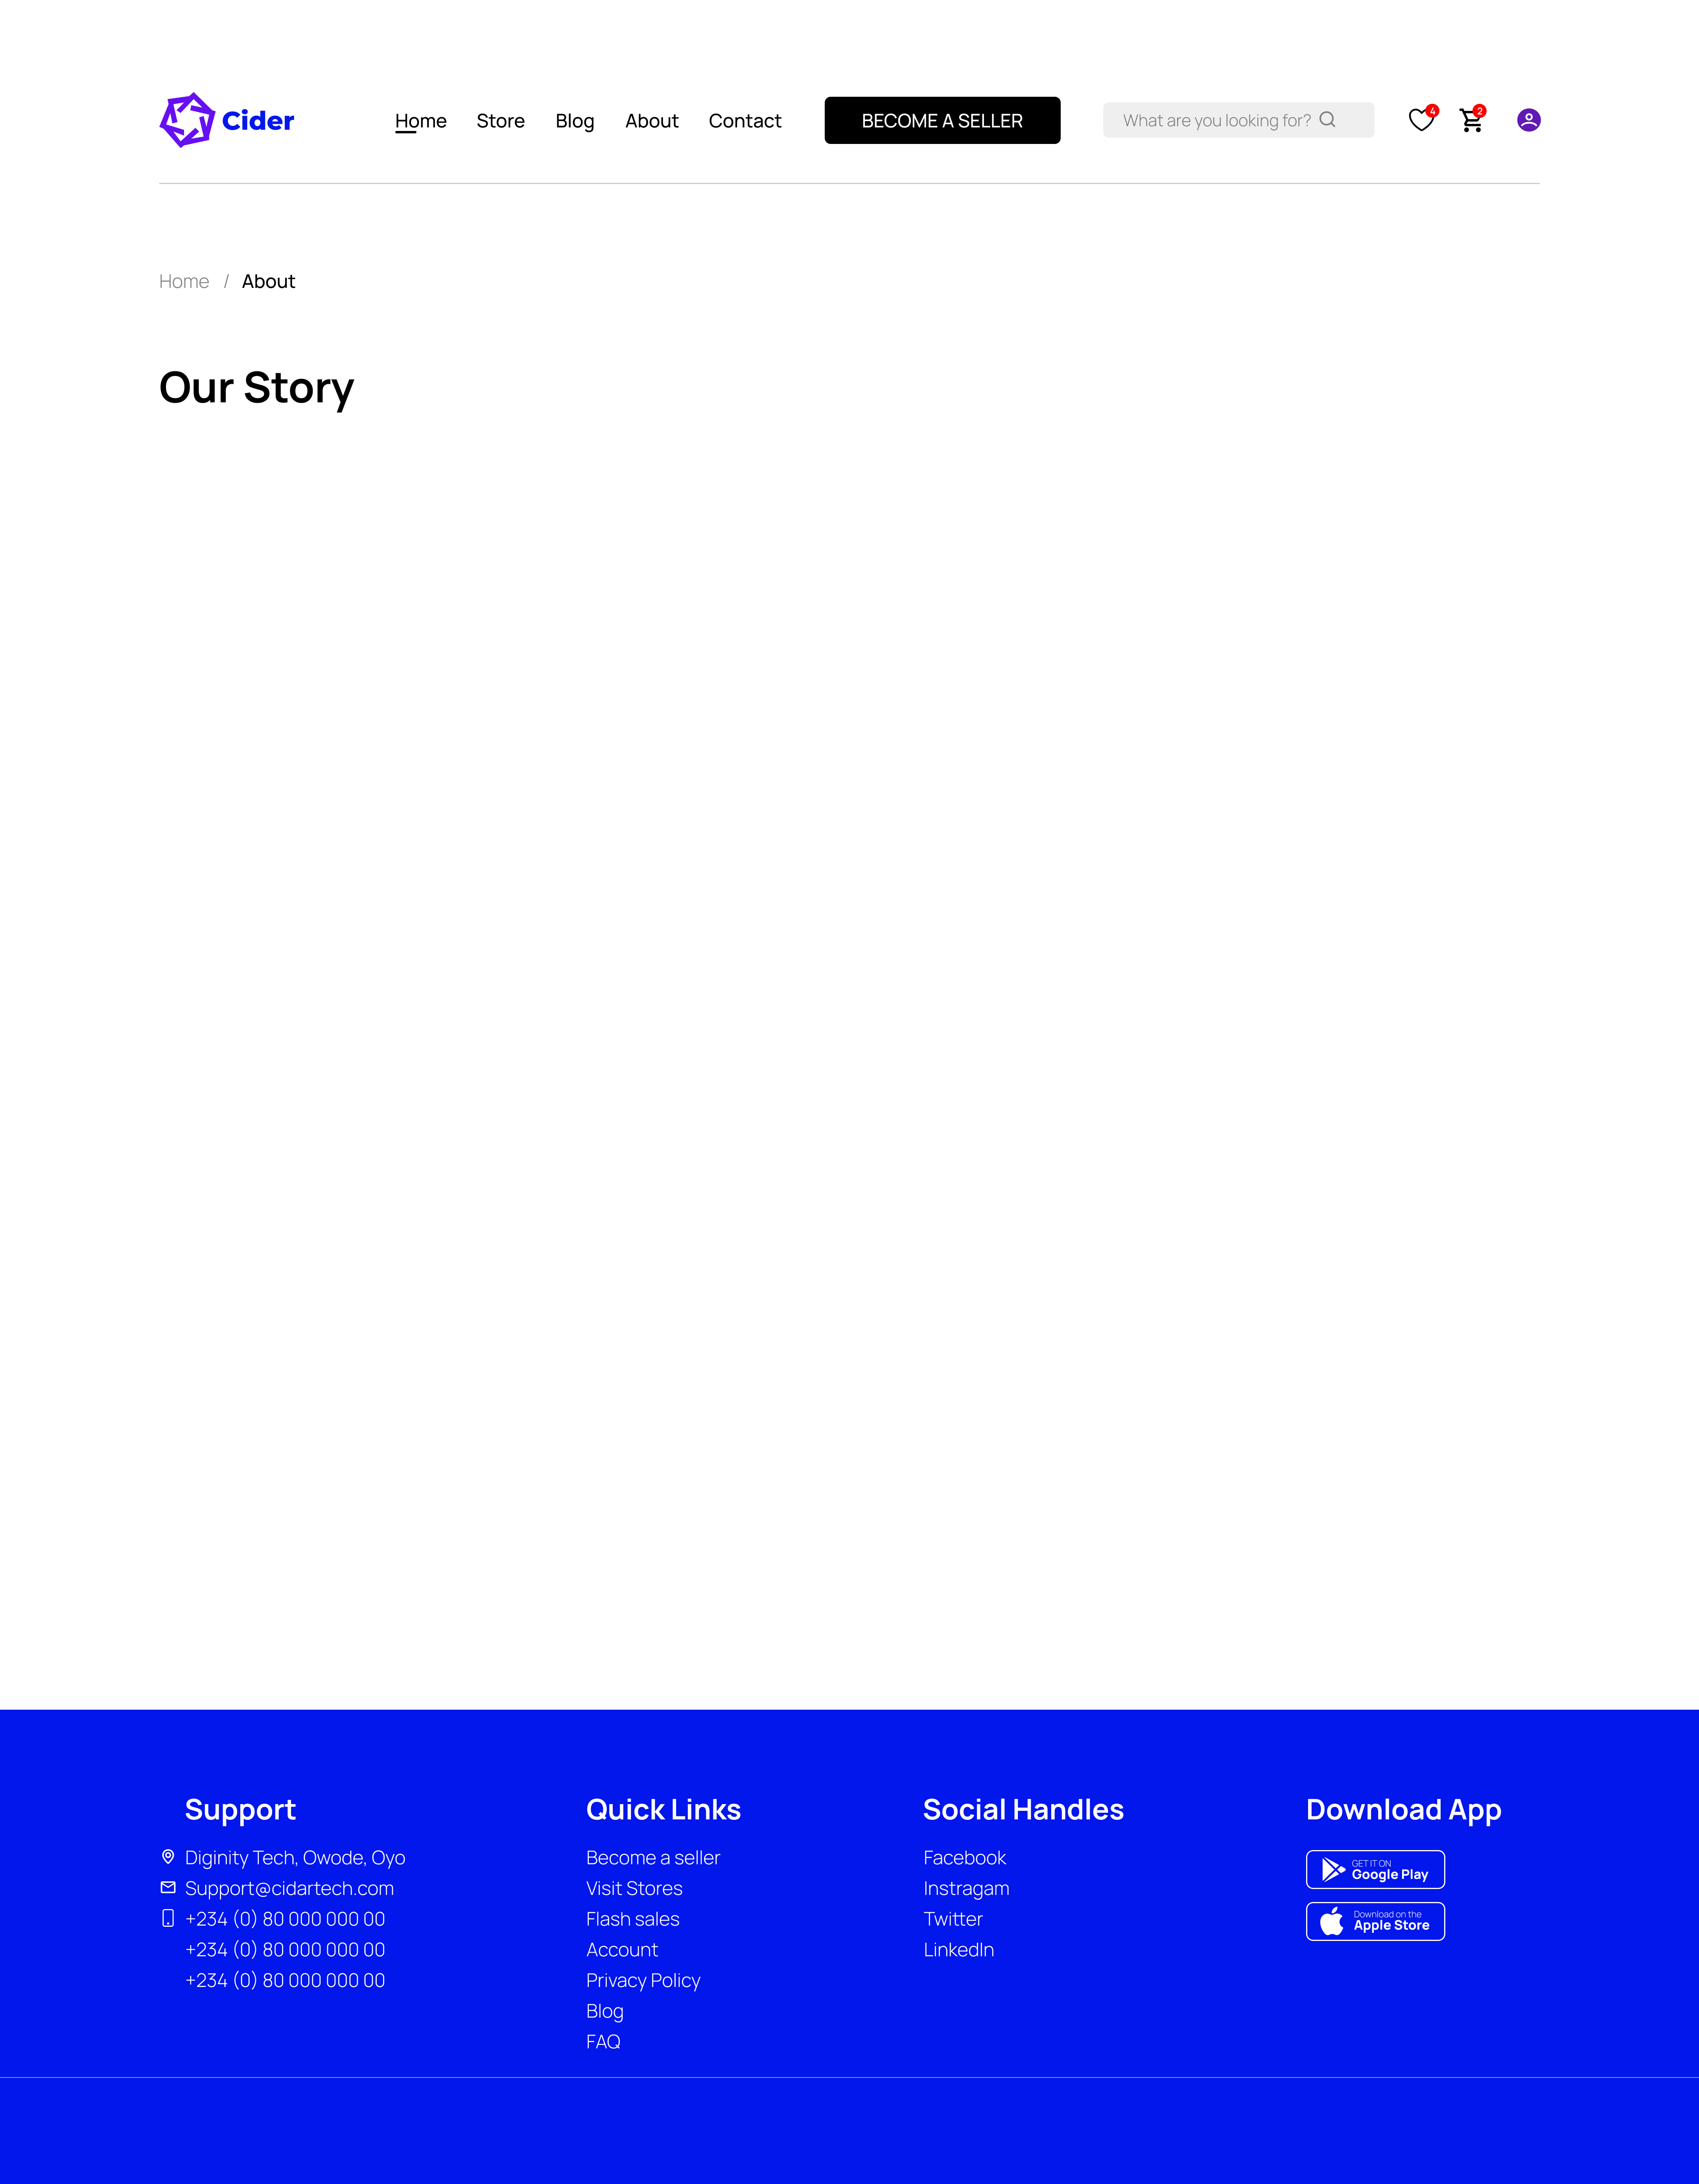 Cider
Home Store Blog About Contact BECOME A SELLER What are you looking for? 4 2
Home / About
Our Story
Support
Diginity Tech, Owode, Oyo
Support@cidartech.com
+234 (0) 80 000 000 00
+234 (0) 80 000 000 00
+234 (0) 80 000 000 00
Quick Links
Become a seller
Visit Stores
Flash sales
Account
Privacy Policy
Blog
FAQ
Social Handles
Facebook
Instragam
Twitter
LinkedIn
Download App
GET IT ON
Google Play
Download on the
Apple Store